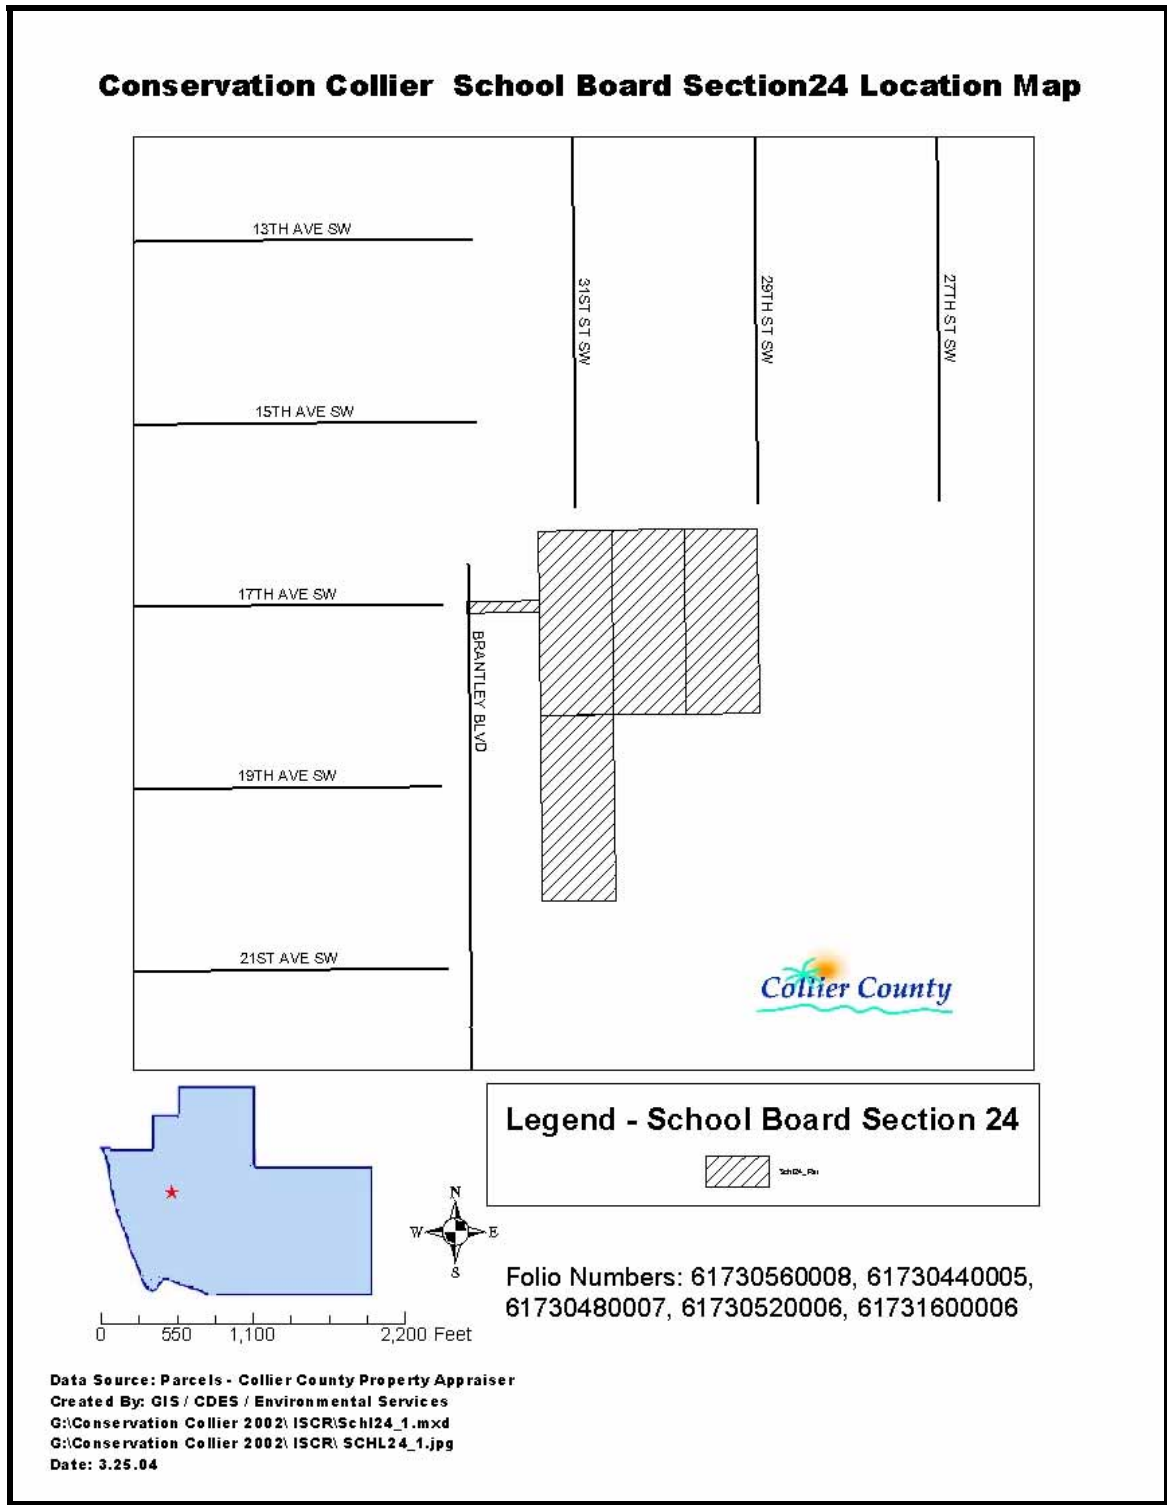 Conservation Collier School Board Section24 Location Map
13TH AVE SW
31ST ST SW
29TH ST SW
27TH ST SW
15TH AVE SW
17TH AVE SW
BRANTLEY BLVD
19TH AVE SW
21ST AVE SW
Collier County
Legend - School Board Section 24
N
W
E
S
Folio Numbers: 61730560008, 61730440005,
61730480007, 61730520006, 61731600006
0 550 1,100 2,200 Feet
Data Source: Parcels - Collier County Property Appraiser
Created By: GIS / CDES / Environmental Services
G:\Conservation Collier 2002\ ISCR\Schl24_1.mxd
G:\Conservation Collier 2002\ ISCR\ SCHL24_1.jpg
Date: 3.25.04